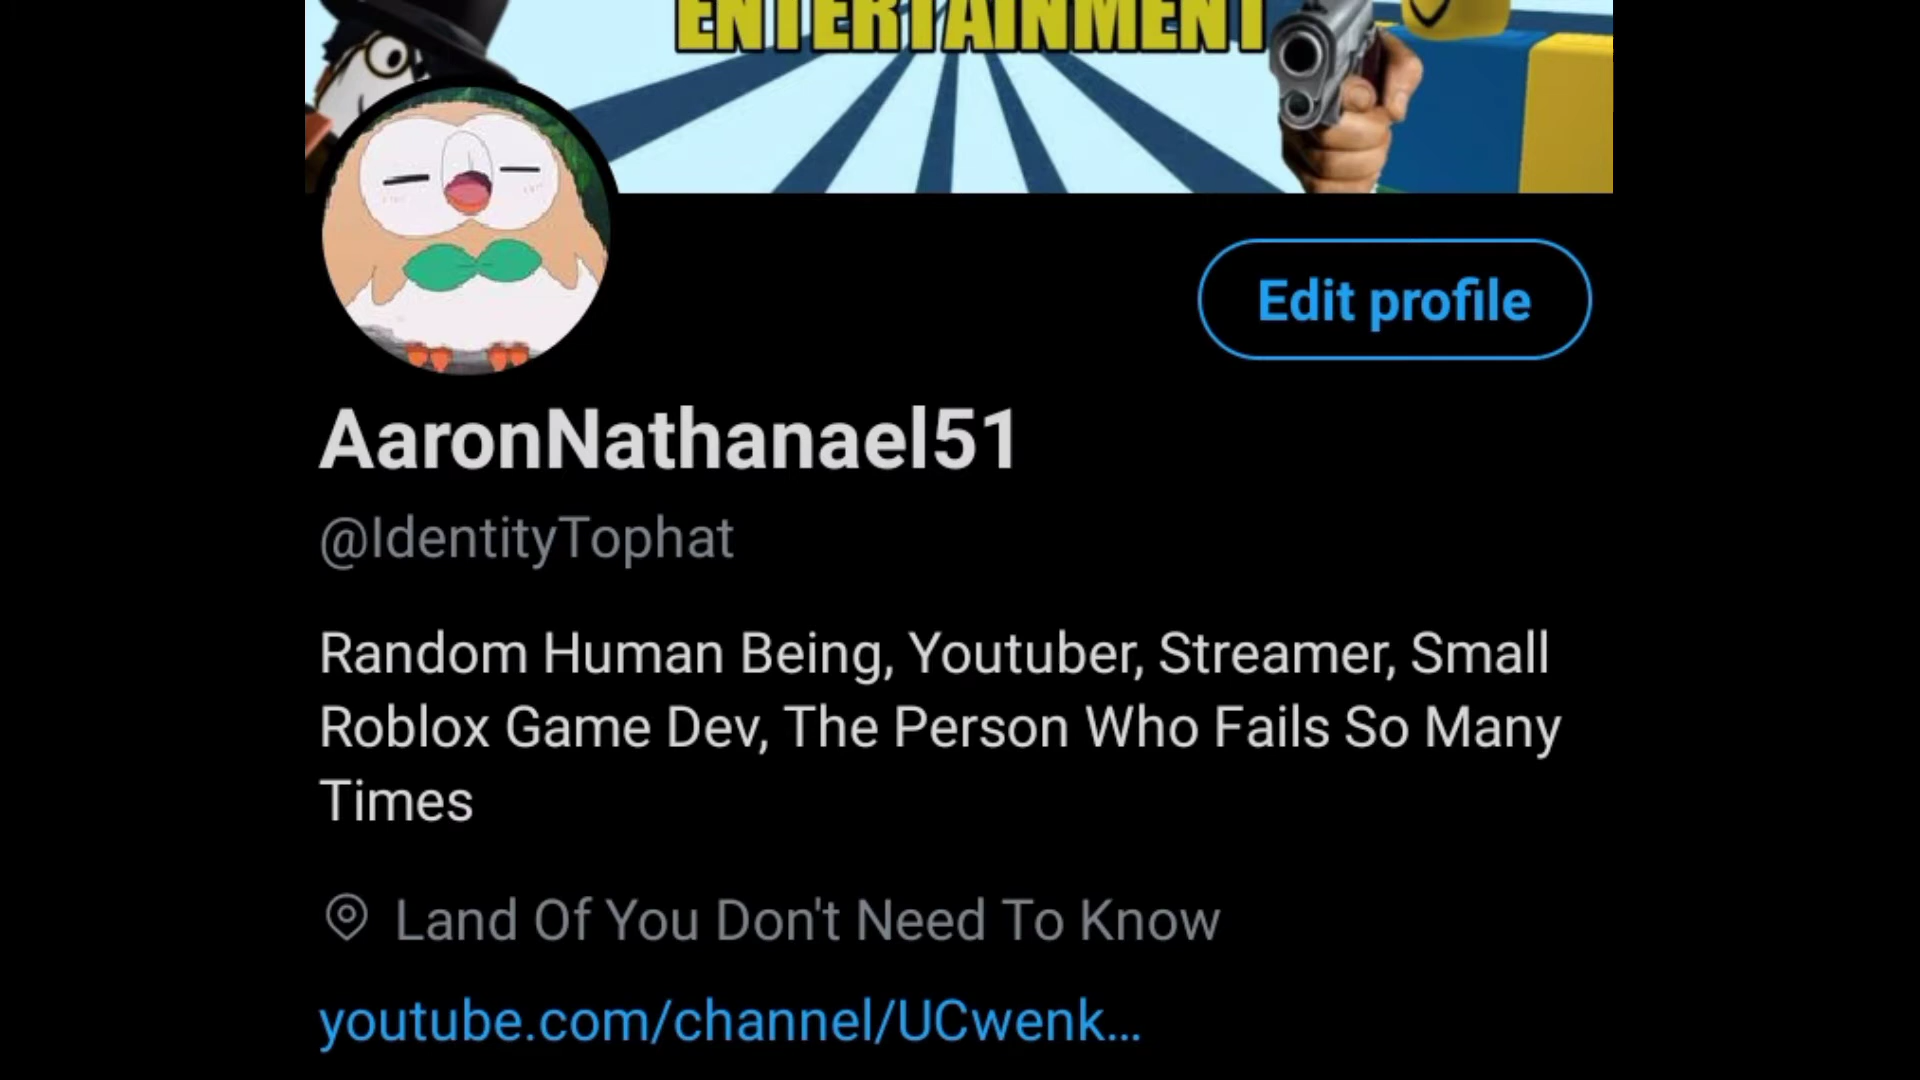 ENTERTAINMENT
Edit profile
AaronNathanael51
@IdentityTophat
Random Human Being, Youtuber, Streamer, Small
Roblox Game Dev, The Person Who Fails So Many
Times
Land Of You Don't Need To Know
youtube.com/channel/UCwenk...